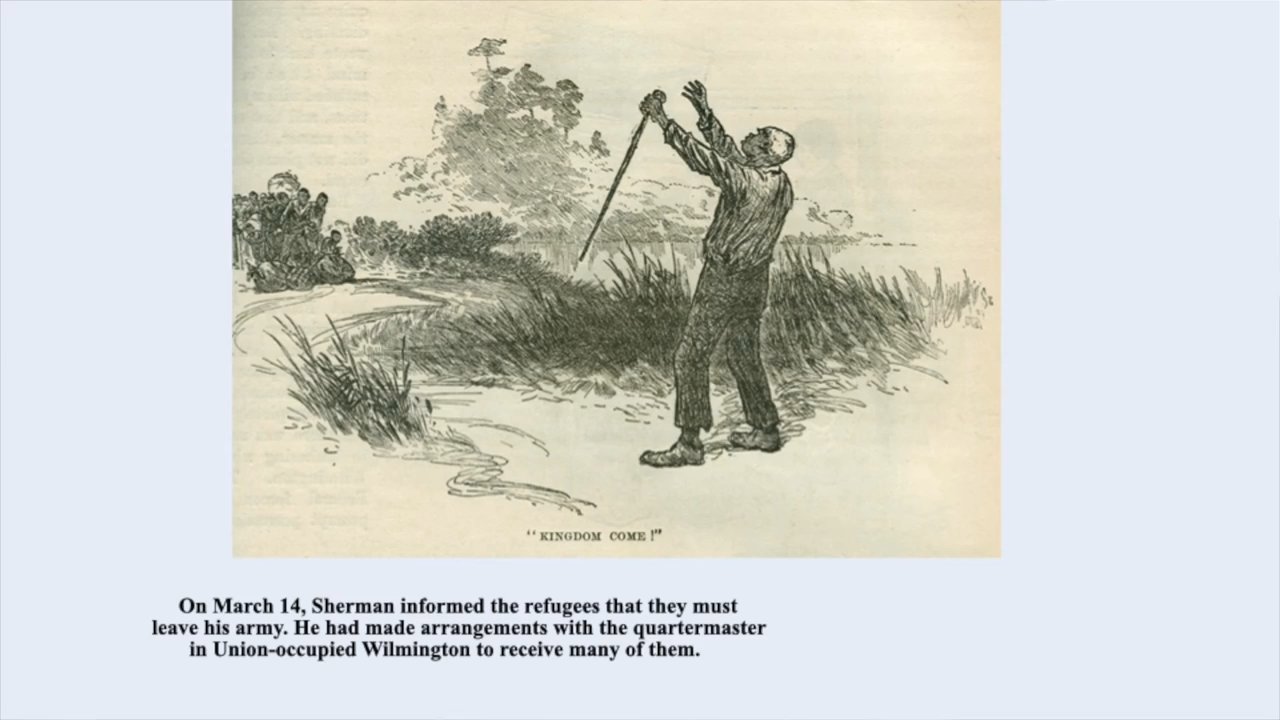 "KINGDOM COME!"
On March 14, Sherman informed the refugees that they must
leave his army. He had made arrangements with the quartermaster
in Union-occupied Wilmington to receive many of them.